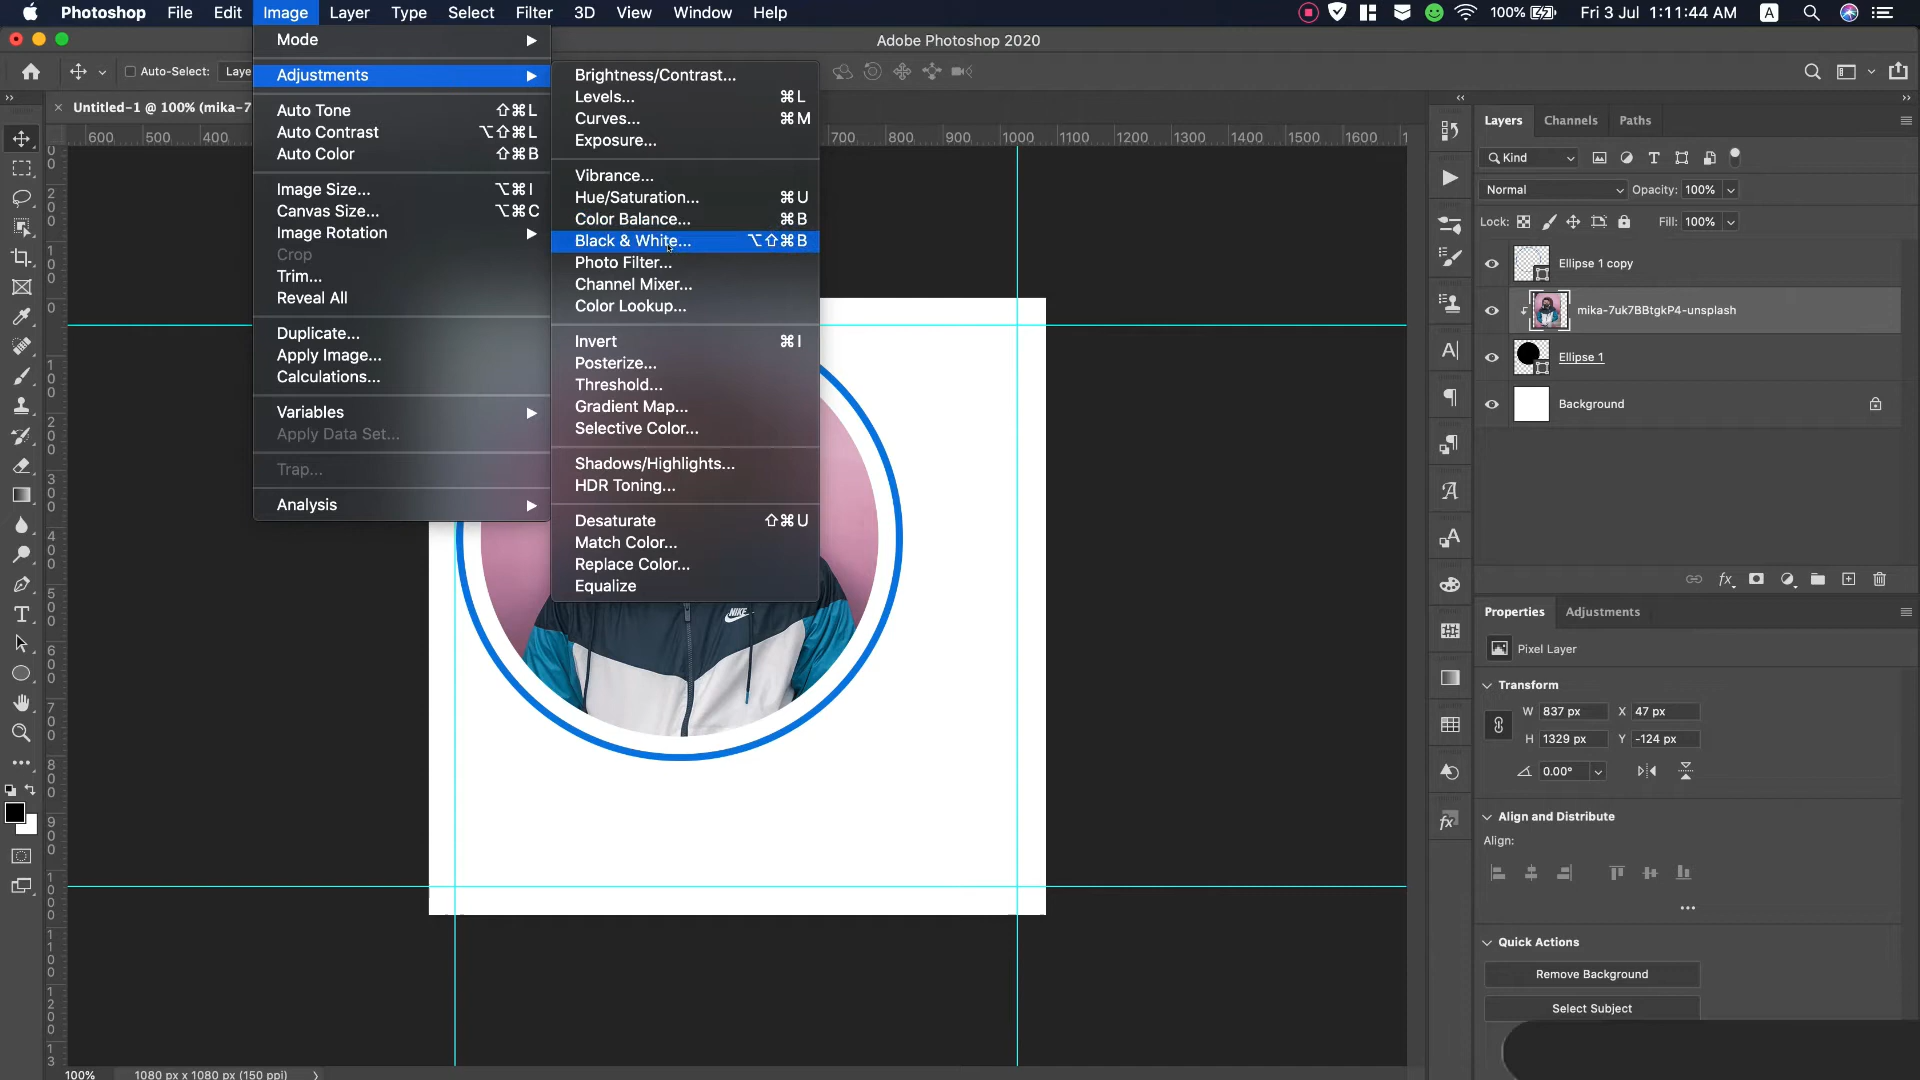 Photoshop File Edit Image Layer Type Select Filter 3D View Window Help 100% Fri 3 Jul 1:11:44 AM A
Adobe Photoshop 2020
Auto-Select: Laye
Untitled-1 @ 100% (mika-7
Mode
Adjustments
Auto Tone ⇧⌘L
Auto Contrast ⌥⇧⌘L
Auto Color ⇧⌘B
Image Size... ⌥⌘I
Canvas Size... ⌥⌘C
Image Rotation
Crop
Trim...
Reveal All
Duplicate...
Apply Image...
Calculations...
Variables
Apply Data Set...
Trap...
Analysis
Brightness/Contrast...
Levels... ⌘L
Curves... ⌘M
Exposure...
Vibrance...
Hue/Saturation... ⌘U
Color Balance... ⌘B
Black & White... ⌥⇧⌘B
Photo Filter...
Channel Mixer...
Color Lookup...
Invert ⌘I
Posterize...
Threshold...
Gradient Map...
Selective Color...
Shadows/Highlights...
HDR Toning...
Desaturate ⇧⌘U
Match Color...
Replace Color...
Equalize
600 500 400 700 800 900 1000 1100 1200 1300 1400 1500 1600
NIKE
Layers Channels Paths
Kind
Normal Opacity: 100%
Lock: Fill: 100%
Ellipse 1 copy
mika-7uk7BBtgkP4-unsplash
Ellipse 1
Background
fx
Properties Adjustments
Pixel Layer
Transform
W 837 px X 47 px
H 1329 px Y -124 px
0.00°
Align and Distribute
Align:
Quick Actions
Remove Background
Select Subject
100% 1080 px x 1080 px (150 ppi)